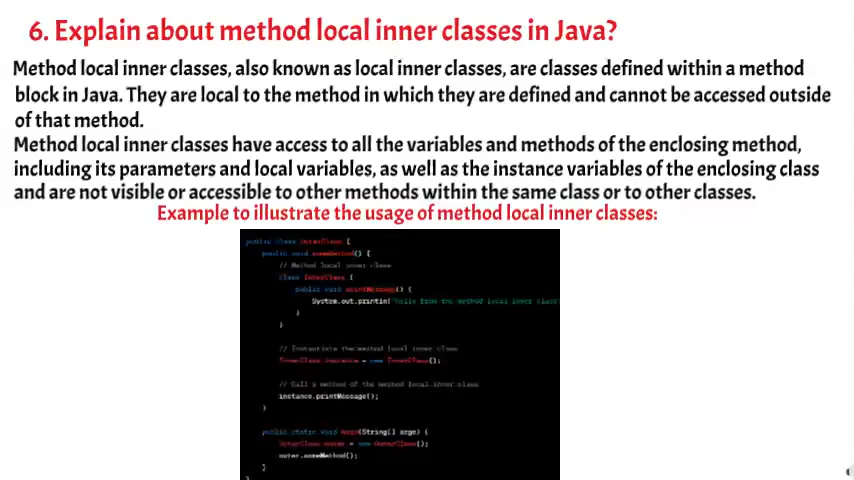 6. Explain about method local inner classes in Java?
Method local inner classes, also known as local inner classes, are classes defined within a method
block in Java. They are local to the method in which they are defined and cannot be accessed outside
of that method.
Method local inner classes have access to all the variables and methods of the enclosing method,
including its parameters and local variables, as well as the instance variables of the enclosing class
and are not visible or accessible to other methods within the same class or to other classes.
Example to illustrate the usage of method local inner classes:
public class OuterClass {
public void someMethod() {
// Method local inner class
class InnerClass {
public void printMessage() {
System.out.println("Hello from the method local inner class
}
}
// Instantiate the method local inner class
InnerClass instance = new InnerClass();
// Call a method of the method local inner class
instance.printMessage();
}
public static void main(String[] args) {
OuterClass outer = new OuterClass();
outer.someMethod();
}
}